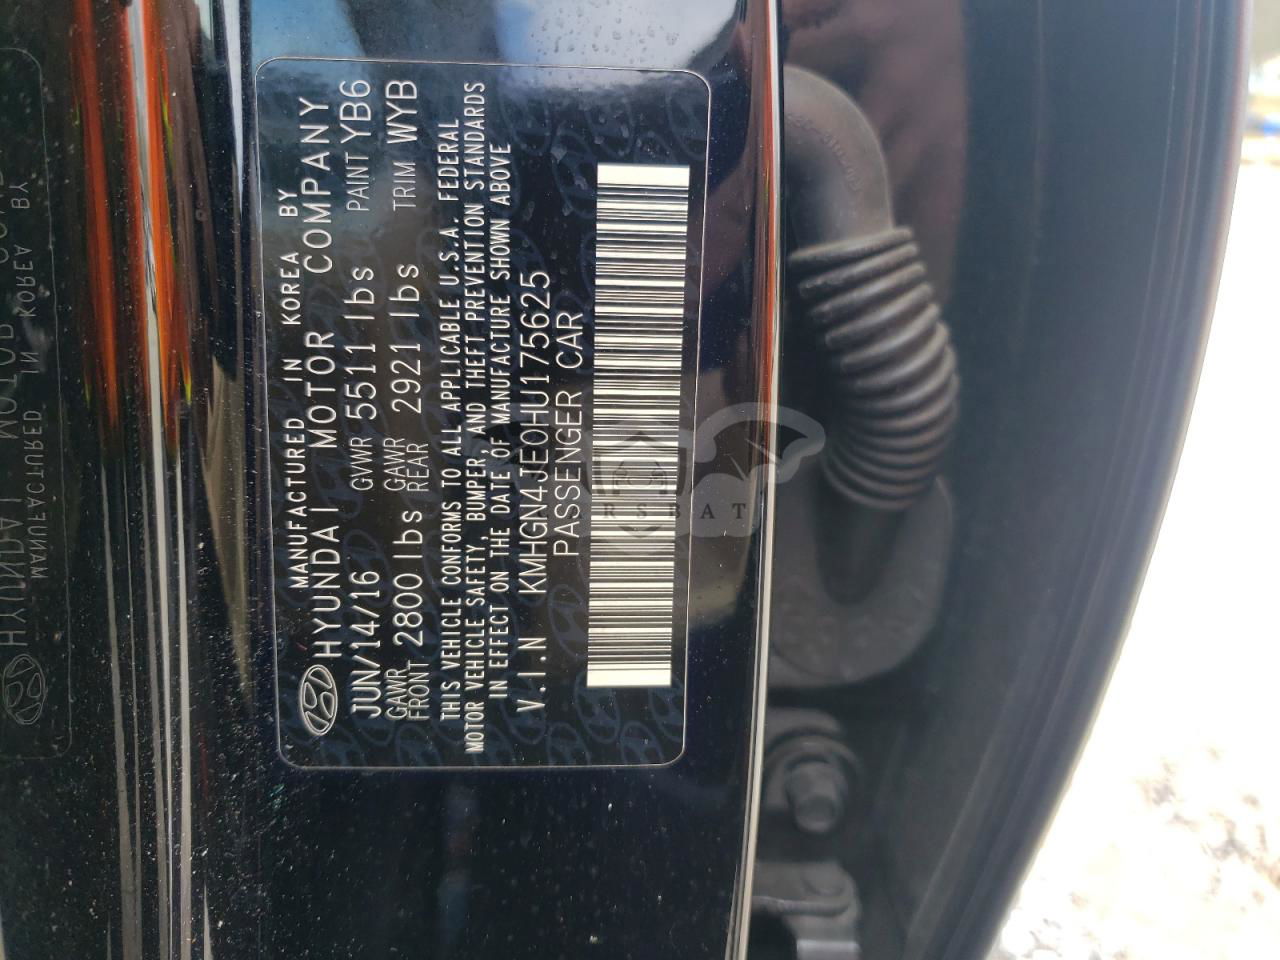 MANUFACTURED IN KOREA BY
HYUNDAI MOTOR COMPANY
JUN/14/16 GVWR 5511 lbs PAINT YB6
GAWR FRONT 2800 lbs GAWR REAR 2921 lbs TRIM WYB
THIS VEHICLE CONFORMS TO ALL APPLICABLE U.S.A. FEDERAL
MOTOR VEHICLE SAFETY, BUMPER, AND THEFT PREVENTION STANDARDS
IN EFFECT ON THE DATE OF MANUFACTURE SHOWN ABOVE
V.I.N KMHGN4JE0HU175625
PASSENGER CAR